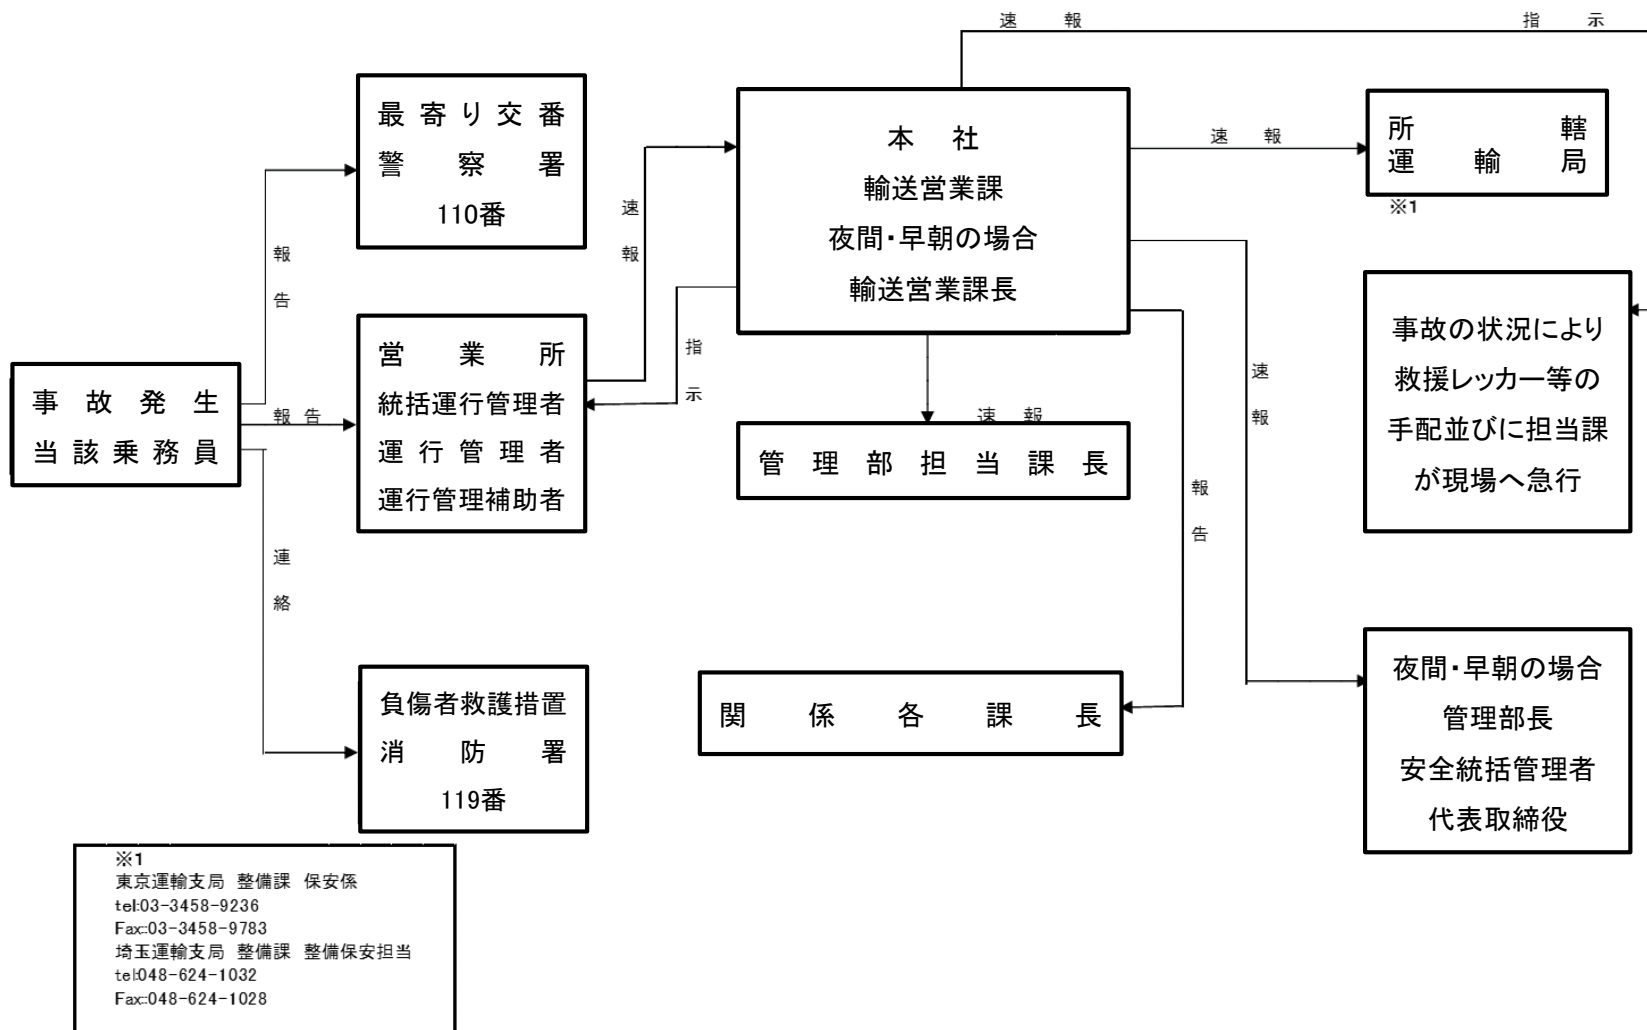 速報
指示
最寄り交番
警察署
110番
本社
輸送営業課
夜間・早朝の場合
輸送営業課長
速報
所轄
運輸局
※1
報告
速報
指示
営業所
統括運行管理者
運行管理者
運行管理補助者
事故発生
当該乗務員
報告
事故の状況により
救援レッカー等の
手配並びに担当課
が現場へ急行
速報
管理部担当課長
速報
報告
連絡
関係各課長
負傷者救護措置
消防署
119番
夜間・早朝の場合
管理部長
安全統括管理者
代表取締役
※1
東京運輸支局 整備課 保安係
tel:03-3458-9236
Fax:03-3458-9783
埼玉運輸支局 整備課 整備保安担当
tel:048-624-1032
Fax:048-624-1028